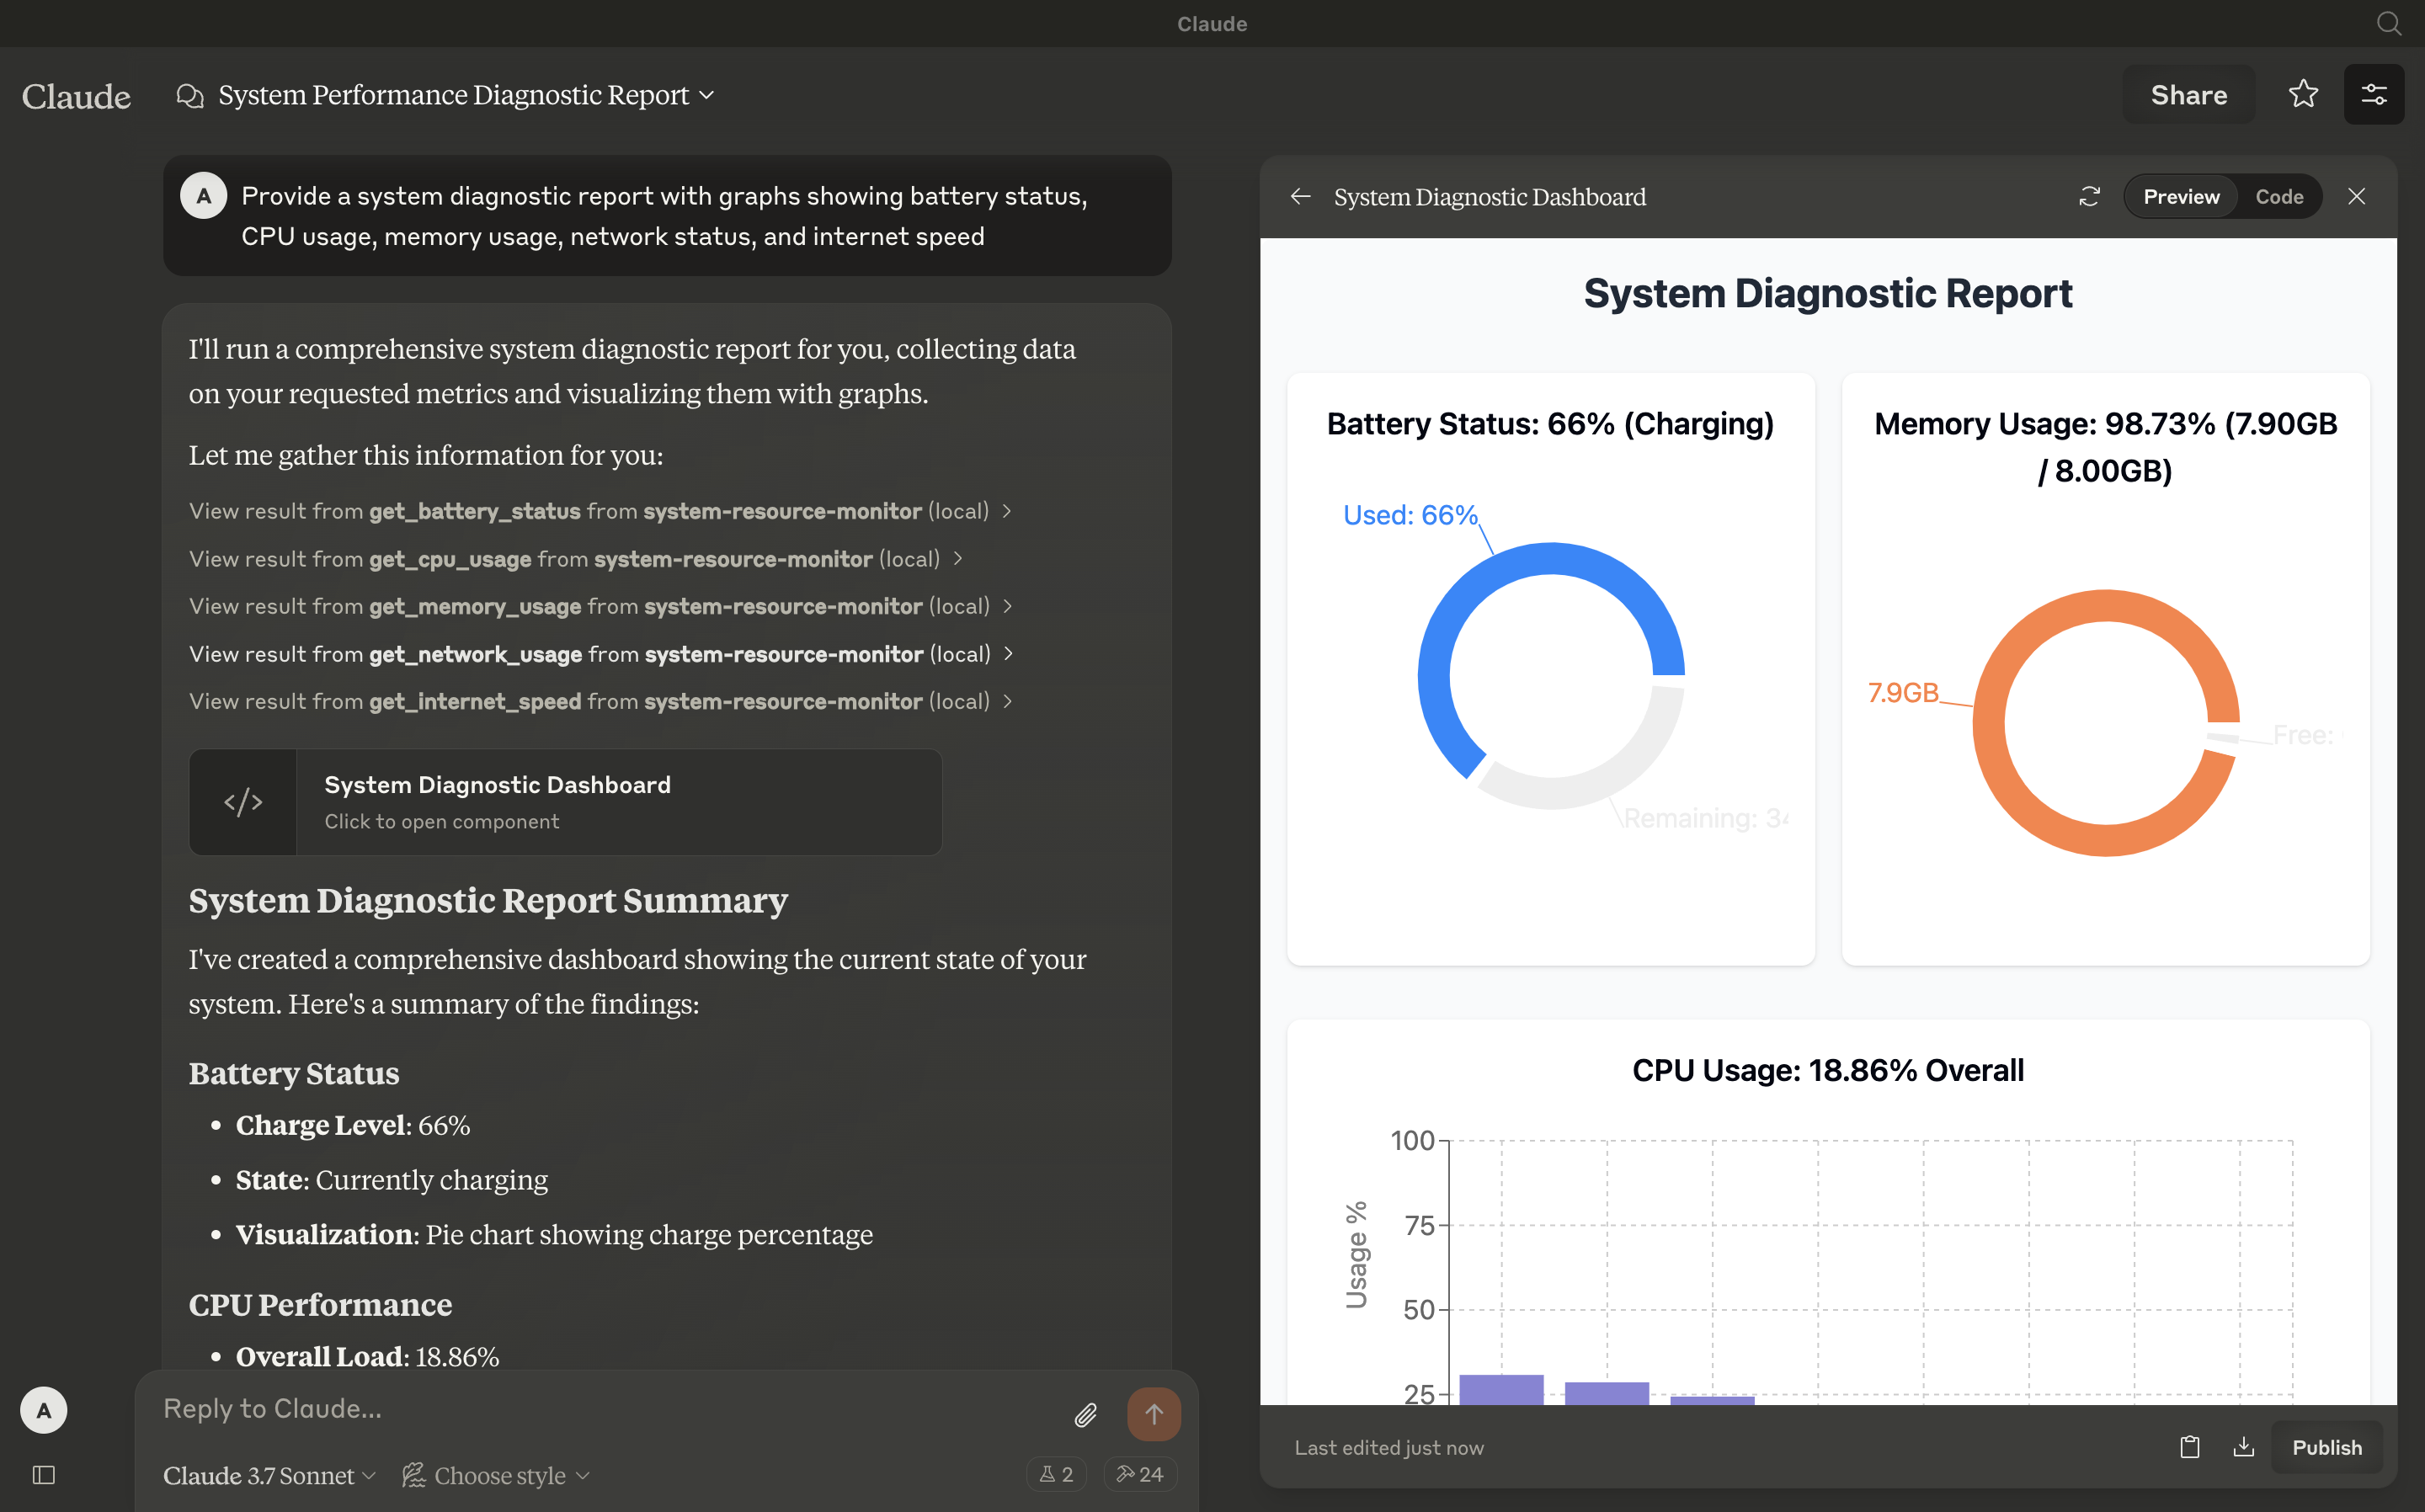 Claude
Claude
System Performance Diagnostic Report
Share
A
Provide a system diagnostic report with graphs showing battery status,
CPU usage, memory usage, network status, and internet speed
I'll run a comprehensive system diagnostic report for you, collecting data
on your requested metrics and visualizing them with graphs.
Let me gather this information for you:
View result from get_battery_status from system-resource-monitor (local)
View result from get_cpu_usage from system-resource-monitor (local)
View result from get_memory_usage from system-resource-monitor (local)
View result from get_network_usage from system-resource-monitor (local)
View result from get_internet_speed from system-resource-monitor (local)
</>
System Diagnostic Dashboard
Click to open component
System Diagnostic Report Summary
I've created a comprehensive dashboard showing the current state of your
system. Here's a summary of the findings:
Battery Status
• Charge Level: 66%
• State: Currently charging
• Visualization: Pie chart showing charge percentage
CPU Performance
• Overall Load: 18.86%
A
Reply to Claude...
Claude 3.7 Sonnet
Choose style
2
24
System Diagnostic Dashboard
Preview
Code
System Diagnostic Report
Battery Status: 66% (Charging)
Used: 66%
Remaining: 34
Memory Usage: 98.73% (7.90GB
/ 8.00GB)
7.9GB
Free:
CPU Usage: 18.86% Overall
Usage %
100
75
50
25
Last edited just now
Publish